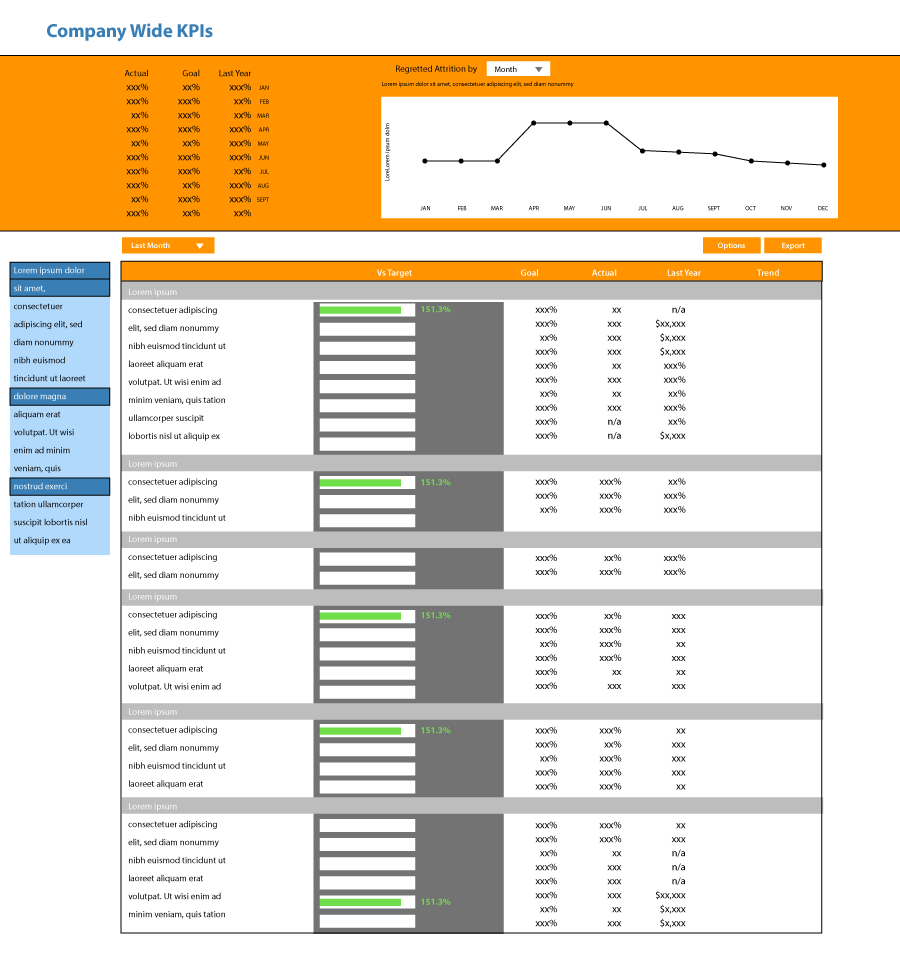 Company Wide KPIs
Actual Goal Last Year
xxx% xx% xxx% JAN
xxx% xxx% xx% FEB
xx% xxx% xx% MAR
xxx% xxx% xxx% APR
xx% xx% xxx% MAY
xxx% xxx% xxx% JUN
xxx% xx% xx% JUL
xxx% xxx% xxx% AUG
xx% xxx% xxx% SEPT
xxx% xxx% xx%
Regretted Attrition by Month
Lorem ipsum dolor sit amet, consectetuer adipiscing elit, sed diam nonummy
LoreLorem ipsum dolm
JAN FEB MAR APR MAY JUN JUL AUG SEPT OCT NOV DEC
Last Month
Options Export
Lorem ipsum dolor
sit amet,
consectetuer
adipiscing elit, sed
diam nonummy
nibh euismod
tincidunt ut laoreet
dolore magna
aliquam erat
volutpat. Ut wisi
enim ad minim
veniam, quis
nostrud exerci
tation ullamcorper
suscipit lobortis nisl
ut aliquip ex ea
Vs Target Goal Actual Last Year Trend
Lorem ipsum
consectetuer adipiscing
elit, sed diam nonummy
nibh euismod tincidunt ut
laoreet aliquam erat
volutpat. Ut wisi enim ad
minim veniam, quis tation
ullamcorper suscipit
lobortis nisl ut aliquip ex
151.3%
xxx% xx n/a
xxx% xxx $xx,xxx
xx% xxx $x,xxx
xxx% xxx $x,xxx
xxx% xx xxx%
xxx% xxx xxx%
xx% xx xx%
xxx% xxx xxx%
xxx% n/a xx%
xxx% n/a $x,xxx
Lorem ipsum
consectetuer adipiscing
elit, sed diam nonummy
nibh euismod tincidunt ut
151.3%
xxx% xxx% xx%
xxx% xxx% xxx%
xx% xxx% xxx%
Lorem ipsum
consectetuer adipiscing
elit, sed diam nonummy
xxx% xx% xxx%
xxx% xxx% xxx%
Lorem ipsum
consectetuer adipiscing
elit, sed diam nonummy
nibh euismod tincidunt ut
laoreet aliquam erat
volutpat. Ut wisi enim ad
151.3%
xxx% xx% xxx
xxx% xxx% xxx
xx% xxx% xxx
xxx% xxx% xxx
xxx% xx xx
xxx% xxx xxx
Lorem ipsum
consectetuer adipiscing
elit, sed diam nonummy
nibh euismod tincidunt ut
laoreet aliquam erat
151.3%
xxx% xxx% xx
xxx% xx% xxx
xx% xxx% xxx
xxx% xxx% xxx
xxx% xxx% xx
Lorem ipsum
consectetuer adipiscing
elit, sed diam nonummy
nibh euismod tincidunt ut
laoreet aliquam erat
volutpat. Ut wisi enim ad
minim veniam, quis tation
151.3%
xxx% xxx% xx
xxx% xxx% xxx
xx% xx n/a
xxx% xxx n/a
xxx% xxx n/a
xxx% xxx $xx,xxx
xx% xx $x,xxx
xxx% xxx $x,xxx